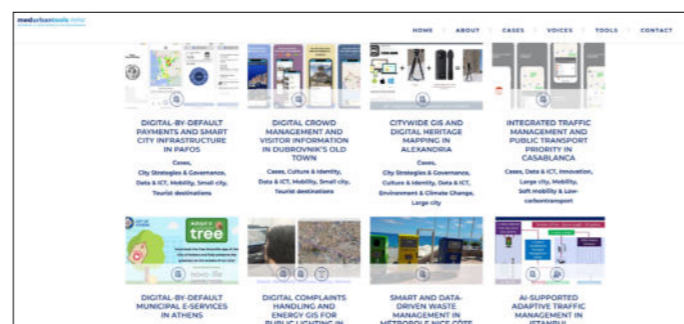 medurbantools
HOME
ABOUT
CASES
VOICES
TOOLS
CONTACT
DIGITAL-BY-DEFAULT
PAYMENTS AND SMART
CITY INFRASTRUCTURE
IN PAFOS
Cases,
City Strategies & Governance,
Data & ICT, Mobility, Small city,
Tourist destinations
DIGITAL CROWD
MANAGEMENT AND
VISITOR INFORMATION
IN DUBROVNIK'S OLD
TOWN
Cases, Culture & Identity,
Data & ICT, Mobility, Small city,
Tourist destinations
CITYWIDE GIS AND
DIGITAL HERITAGE
MAPPING IN
ALEXANDRIA
Cases,
City Strategies & Governance,
Culture & Identity, Data & ICT,
Environment & Climate Change,
Large city
INTEGRATED TRAFFIC
MANAGEMENT AND
PUBLIC TRANSPORT
PRIORITY IN
CASABLANCA
Cases, Data & ICT, Innovation,
Large city, Mobility,
Soft mobility & Low-
carbontransport
tree
DIGITAL-BY-DEFAULT
MUNICIPAL E-SERVICES
IN ATHENS
DIGITAL COMPLAINTS
HANDLING AND
ENERGY GIS FOR
PUBLIC LIGHTING IN
SMART AND DATA-
DRIVEN WASTE
MANAGEMENT IN
MÉTROPOLE NICE CÔTE
AI-SUPPORTED
ADAPTIVE TRAFFIC
MANAGEMENT IN
ISTANBUL